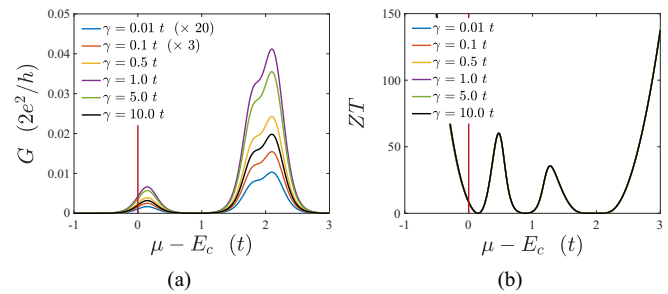 0.05
0.04
0.03
0.02
0.01
0
G (2e²/h)
γ = 0.01 t (× 20)
γ = 0.1 t (× 3)
γ = 0.5 t
γ = 1.0 t
γ = 5.0 t
γ = 10.0 t
-1 0 1 2 3
μ − E_c (t)
(a)
150
100
50
0
ZT
γ = 0.01 t
γ = 0.1 t
γ = 0.5 t
γ = 1.0 t
γ = 5.0 t
γ = 10.0 t
-1 0 1 2 3
μ − E_c (t)
(b)